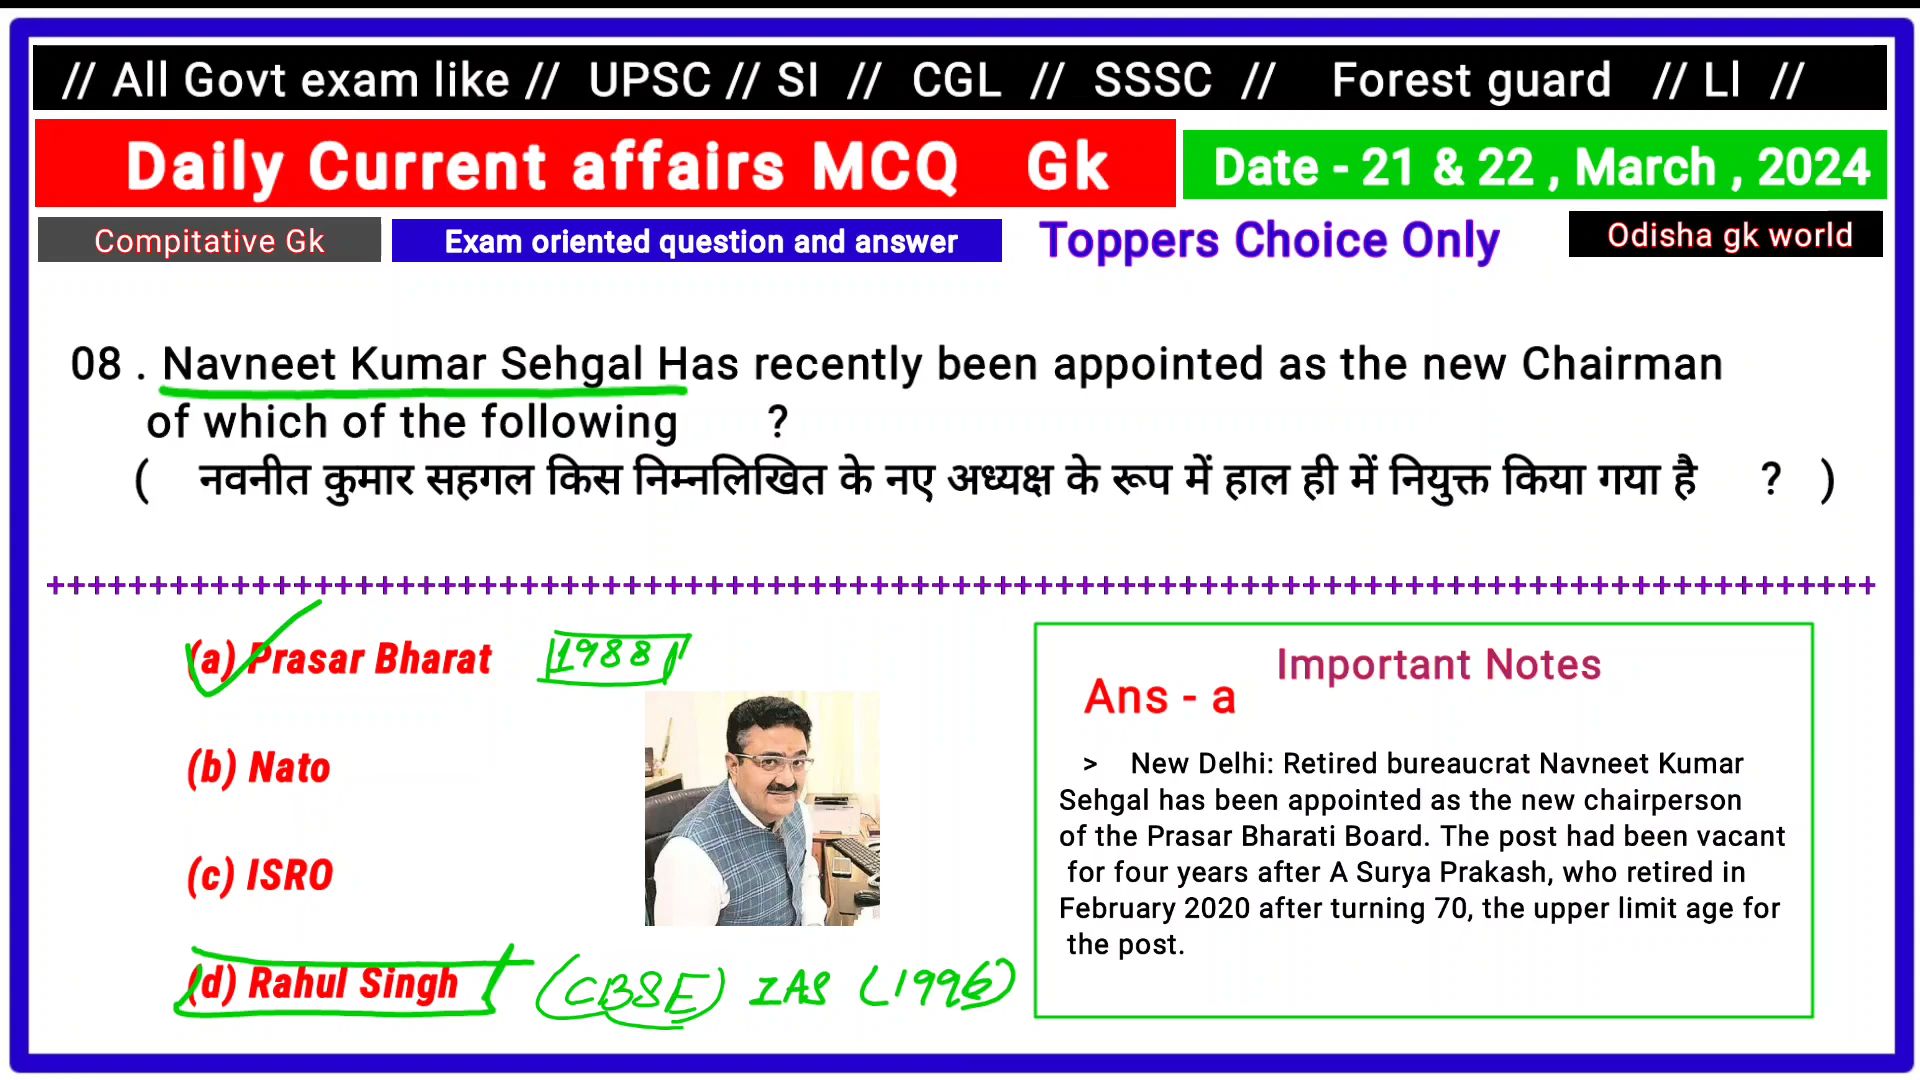 // All Govt exam like // UPSC // SI // CGL // SSSC // Forest guard // Ll //
Daily Current affairs MCQ Gk
Date - 21 & 22 , March , 2024
Compitative Gk
Exam oriented question and answer
Toppers Choice Only
Odisha gk world
08 . Navneet Kumar Sehgal Has recently been appointed as the new Chairman
of which of the following ?
( नवनीत कुमार सहगल किस निम्नलिखित के नए अध्यक्ष के रूप में हाल ही में नियुक्त किया गया है ? )
++++++++++++++++++++++++++++++++++++++++++++++++++++++++++++++++++++++++++++++++++++++++++
(a) Prasar Bharat
1988
(b) Nato
(c) ISRO
(d) Rahul Singh
(CBSE) IAS (1996)
Important Notes
Ans - a
> New Delhi: Retired bureaucrat Navneet Kumar
Sehgal has been appointed as the new chairperson
of the Prasar Bharati Board. The post had been vacant
for four years after A Surya Prakash, who retired in
February 2020 after turning 70, the upper limit age for
the post.